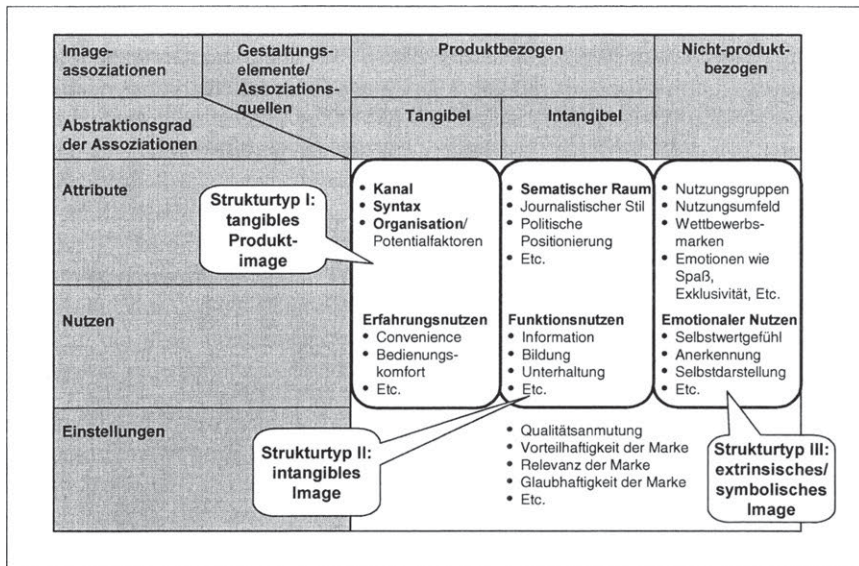 Image-
assoziationen
Gestaltungs-
elemente/
Assoziations-
quellen
Produktbezogen
Nicht-produkt-
bezogen
Abstraktionsgrad
der Assoziationen
Tangibel
Intangibel
Attribute
Strukturtyp I:
tangibles
Produkt-
image
• Kanal
• Syntax
• Organisation/
Potentialfaktoren
• Sematischer Raum
• Journalistischer Stil
• Politische
Positionierung
• Etc.
• Nutzungsgruppen
• Nutzungsumfeld
• Wettbewerbs-
marken
• Emotionen wie
Spaß,
Exklusivität, Etc.
Nutzen
Erfahrungsnutzen
• Convenience
• Bedienungs-
komfort
• Etc.
Funktionsnutzen
• Information
• Bildung
• Unterhaltung
• Etc.
Emotionaler Nutzen
• Selbstwertgefühl
• Anerkennung
• Selbstdarstellung
• Etc.
Einstellungen
Strukturtyp II:
intangibles
Image
• Qualitätsanmutung
• Vorteilhaftigkeit der Marke
• Relevanz der Marke
• Glaubhaftigkeit der Marke
• Etc.
Strukturtyp III:
extrinsisches/
symbolisches
Image